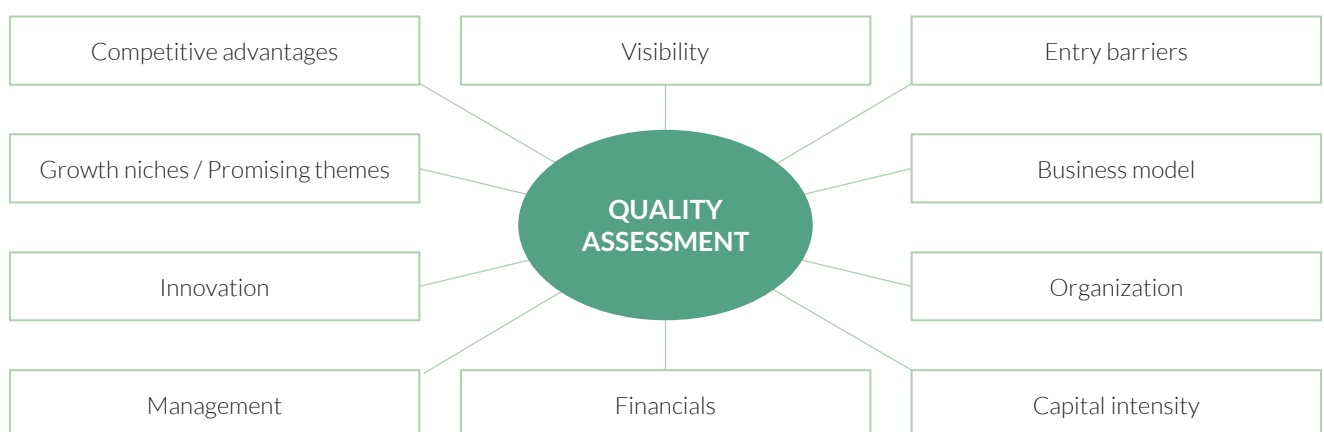 Competitive advantages
Visibility
Entry barriers
Growth niches / Promising themes
Business model
QUALITY
ASSESSMENT
Innovation
Organization
Management
Financials
Capital intensity